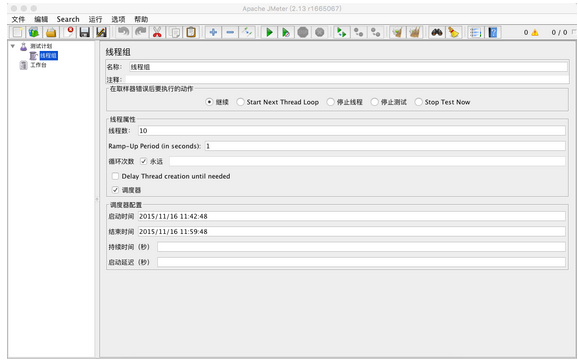 Apache JMeter (2.13 r1665067)
文件 编辑 Search 运行 选项 帮助
0 0 / 0
测试计划
线程组
工作台
线程组
名称: 线程组
注释:
在取样器错误后要执行的动作
继续 Start Next Thread Loop 停止线程 停止测试 Stop Test Now
线程属性
线程数: 10
Ramp-Up Period (in seconds): 1
循环次数 永远
Delay Thread creation until needed
调度器
调度器配置
启动时间 2015/11/16 11:42:48
结束时间 2015/11/16 11:59:48
持续时间（秒）
启动延迟（秒）